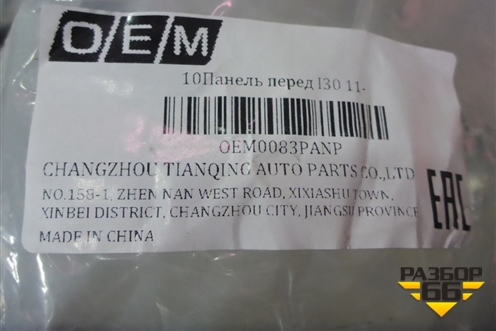 OEM
10Панель перед I30 11-
OEM0083PANP
CHANGZHOU TIANQING AUTO PARTS CO.,LTD
NO.158-1, ZHEN NAN WEST ROAD, XIXIASHU TOWN,
XINBEI DISTRICT, CHANGZHOU CITY, JIANGSU PROVINCE
MADE IN CHINA
EAC
РАЗБОР
66